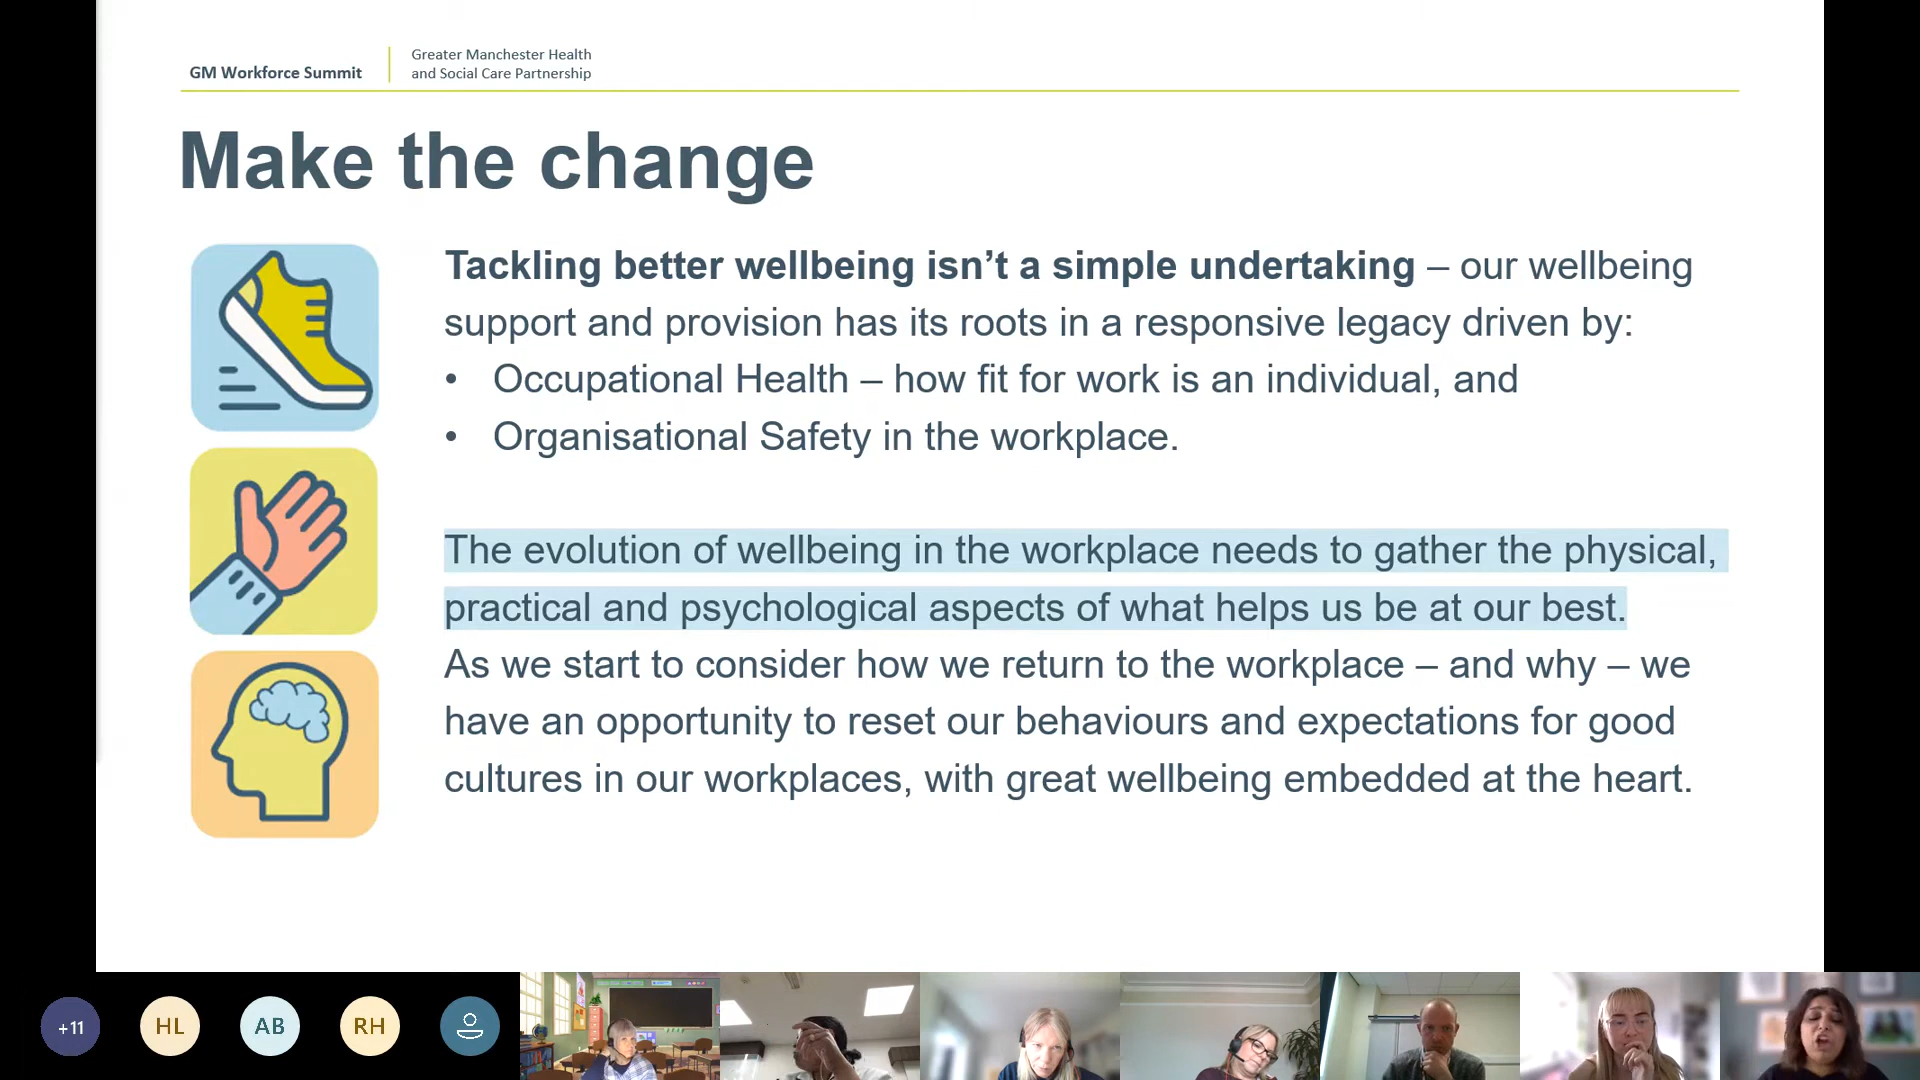 GM Workforce Summit
Greater Manchester Health
and Social Care Partnership
Make the change
Tackling better wellbeing isn’t a simple undertaking – our wellbeing
support and provision has its roots in a responsive legacy driven by:
• Occupational Health – how fit for work is an individual, and
• Organisational Safety in the workplace.
The evolution of wellbeing in the workplace needs to gather the physical,
practical and psychological aspects of what helps us be at our best.
As we start to consider how we return to the workplace – and why – we
have an opportunity to reset our behaviours and expectations for good
cultures in our workplaces, with great wellbeing embedded at the heart.
+11
HL
AB
RH